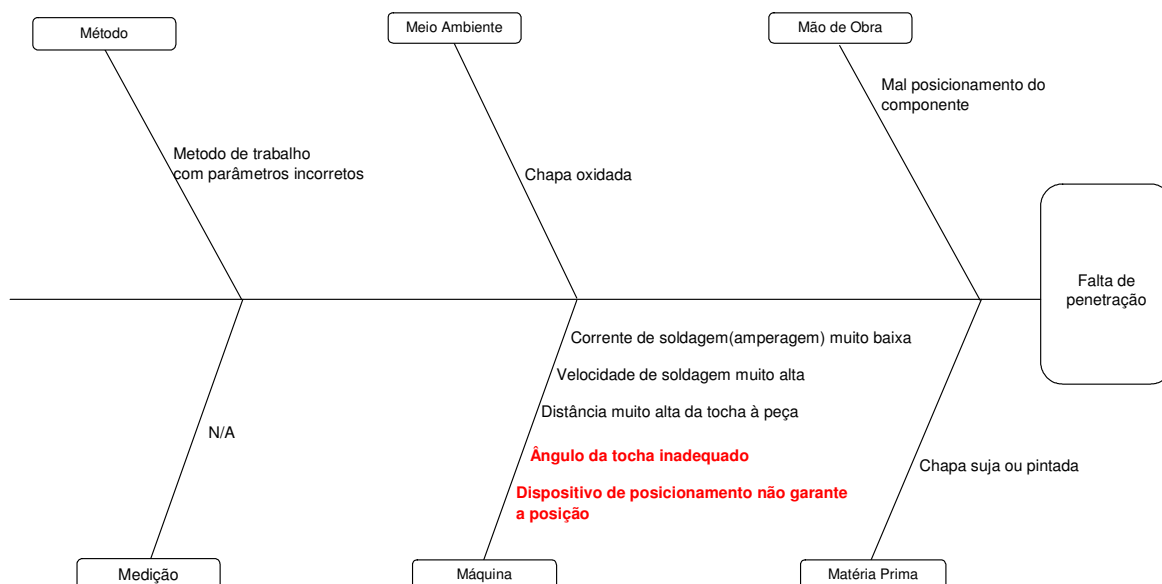 Método
Meio Ambiente
Mão de Obra
Mal posicionamento do
componente
Metodo de trabalho
com parâmetros incorretos
Chapa oxidada
Falta de
penetração
Corrente de soldagem(amperagem) muito baixa
Velocidade de soldagem muito alta
Distância muito alta da tocha à peça
N/A
Ângulo da tocha inadequado
Chapa suja ou pintada
Dispositivo de posicionamento não garante
a posição
Medição
Máquina
Matéria Prima